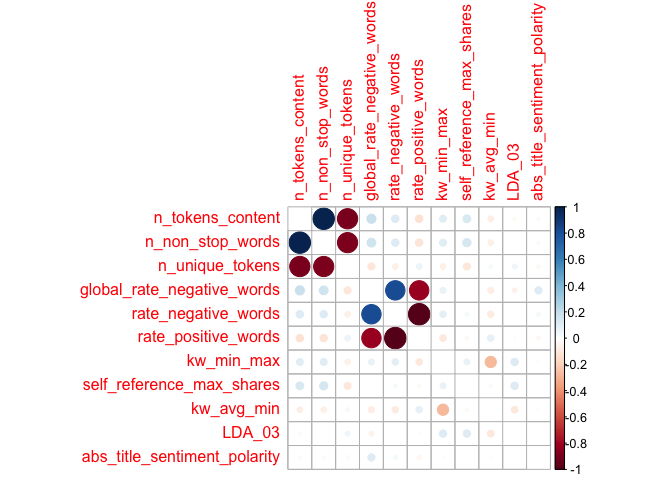 n_tokens_content
n_non_stop_words
n_unique_tokens
global_rate_negative_words
rate_negative_words
rate_positive_words
kw_min_max
self_reference_max_shares
kw_avg_min
LDA_03
abs_title_sentiment_polarity
n_tokens_content
n_non_stop_words
n_unique_tokens
global_rate_negative_words
rate_negative_words
rate_positive_words
kw_min_max
self_reference_max_shares
kw_avg_min
LDA_03
abs_title_sentiment_polarity
1
0.8
0.6
0.4
0.2
0
-0.2
-0.4
-0.6
-0.8
-1